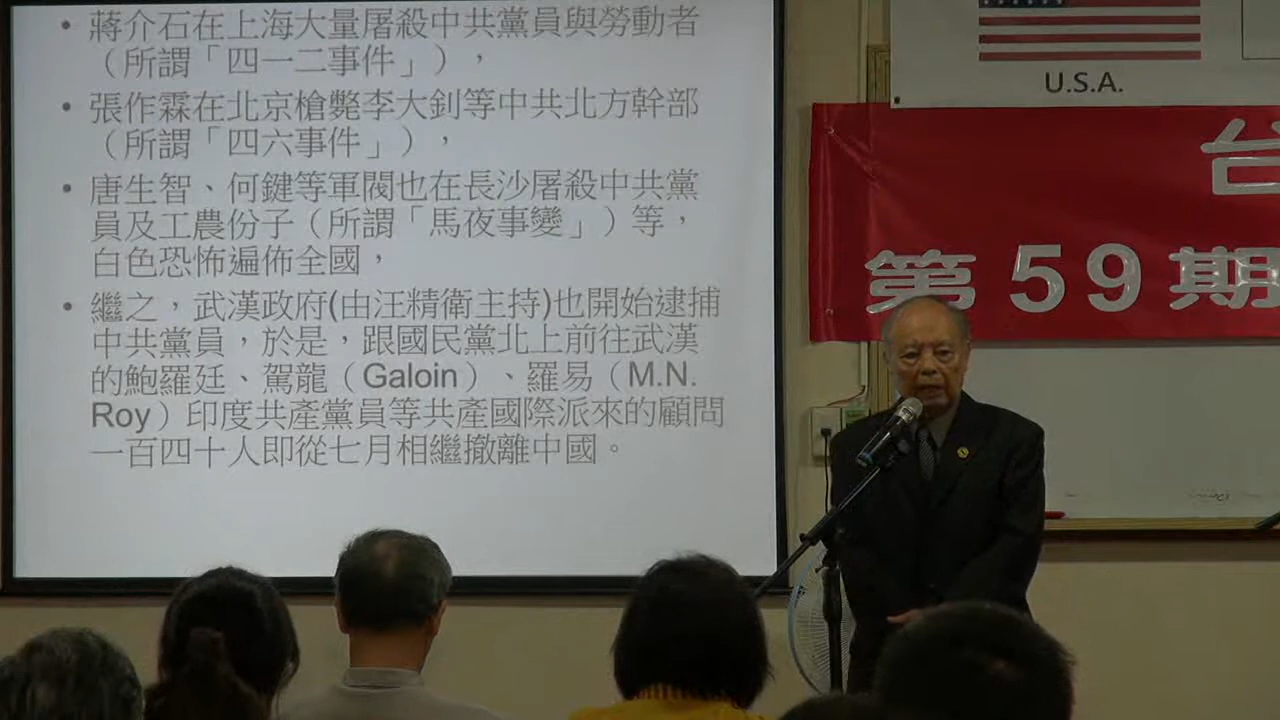 • 蔣介石在上海大量屠殺中共黨員與勞動者
（所謂「四一二事件」），
• 張作霖在北京槍斃李大釗等中共北方幹部
（所謂「四六事件」），
• 唐生智、何鍵等軍閥也在長沙屠殺中共黨
員及工農份子（所謂「馬夜事變」）等，
白色恐怖遍佈全國，
• 繼之，武漢政府(由汪精衛主持)也開始逮捕
中共黨員，於是，跟國民黨北上前往武漢
的鮑羅廷、駕龍（Galoin）、羅易（M.N.
Roy）印度共產黨員等共產國際派來的顧問
一百四十人即從七月相繼撤離中國。
U.S.A.
台
第59期